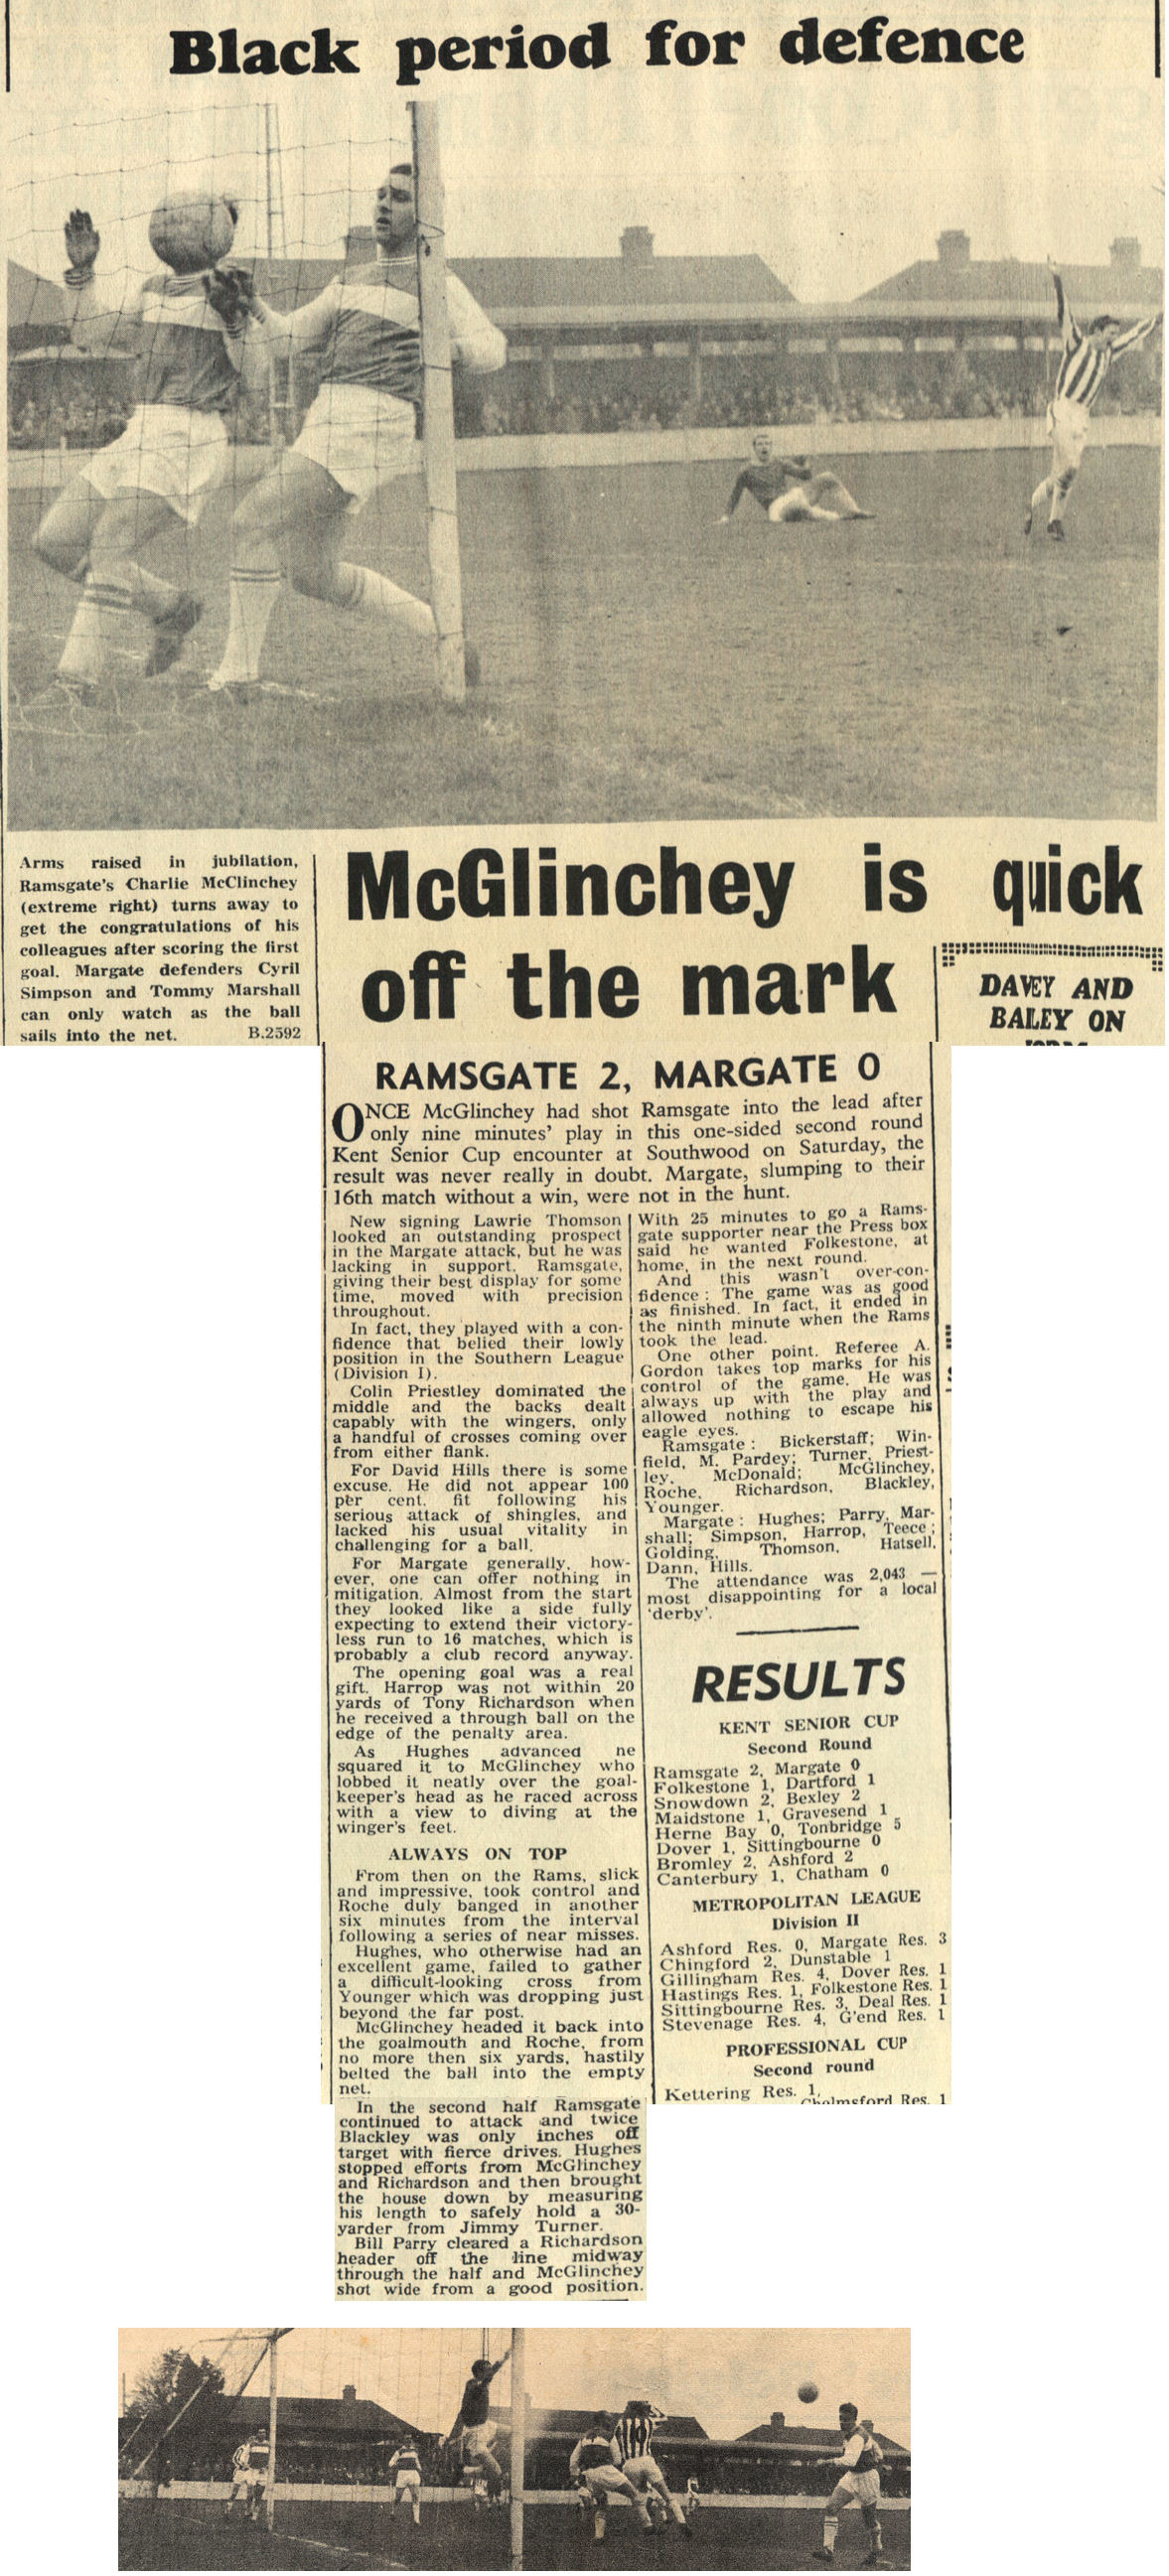 Black period for defence
Arms raised in jubilation,
Ramsgate's Charlie McClinchey
(extreme right) turns away to
get the congratulations of his
colleagues after scoring the first
goal. Margate defenders Cyril
Simpson and Tommy Marshall
can only watch as the ball
sails into the net. B.2592
McGlinchey is quick
off the mark
DAVEY AND
BAILEY ON
RAMSGATE 2, MARGATE 0
ONCE McGlinchey had shot Ramsgate into the lead after
only nine minutes' play in this one-sided second round
Kent Senior Cup encounter at Southwood on Saturday, the
result was never really in doubt. Margate, slumping to their
16th match without a win, were not in the hunt.
New signing Lawrie Thomson
looked an outstanding prospect
in the Margate attack, but he was
lacking in support. Ramsgate,
giving their best display for some
time, moved with precision
throughout.
In fact, they played with a con-
fidence that belied their lowly
position in the Southern League
(Division I).
Colin Priestley dominated the
middle and the backs dealt
capably with the wingers, only
a handful of crosses coming over
from either flank.
For David Hills there is some
excuse. He did not appear 100
per cent. fit following his
serious attack of shingles, and
lacked his usual vitality in
challenging for a ball.
For Margate generally, how-
ever, one can offer nothing in
mitigation. Almost from the start
they looked like a side fully
expecting to extend their victory-
less run to 16 matches, which is
probably a club record anyway.
The opening goal was a real
gift. Harrop was not within 20
yards of Tony Richardson when
he received a through ball on the
edge of the penalty area.
As Hughes advanced ne
squared it to McGlinchey who
lobbed it neatly over the goal-
keeper's head as he raced across
with a view to diving at the
winger's feet.
ALWAYS ON TOP
From then on the Rams, slick
and impressive, took control and
Roche duly banged in another
six minutes from the interval
following a series of near misses.
Hughes, who otherwise had an
excellent game, failed to gather
a difficult-looking cross from
Younger which was dropping just
beyond the far post.
McGlinchey headed it back into
the goalmouth and Roche, from
no more then six yards, hastily
belted the ball into the empty
net.
In the second half Ramsgate
continued to attack and twice
Blackley was only inches off
target with fierce drives. Hughes
stopped efforts from McGlinchey
and Richardson and then brought
the house down by measuring
his length to safely hold a 30-
yarder from Jimmy Turner.
Bill Parry cleared a Richardson
header off the line midway
through the half and McGlinchey
shot wide from a good position.
With 25 minutes to go a Rams-
gate supporter near the Press box
said he wanted Folkestone, at
home, in the next round.
And this wasn't over-con-
fidence: The game was as good
as finished. In fact, it ended in
the ninth minute when the Rams
took the lead.
One other point. Referee A.
Gordon takes top marks for his
control of the game. He was
always up with the play and
allowed nothing to escape his
eagle eyes.
Ramsgate: Bickerstaff; Win-
field, M. Pardey; Turner, Priest-
ley, McDonald; McGlinchey,
Roche, Richardson, Blackley,
Younger.
Margate: Hughes; Parry, Mar-
shall; Simpson, Harrop, Teece;
Golding, Thomson, Hatsell,
Dann, Hills.
The attendance was 2,043 —
most disappointing for a local
'derby'.
RESULTS
KENT SENIOR CUP
Second Round
Ramsgate 2, Margate 0
Folkestone 1, Dartford 1
Snowdown 2, Bexley 2
Maidstone 1, Gravesend 1
Herne Bay 0, Tonbridge 5
Dover 1, Sittingbourne 0
Bromley 2, Ashford 2
Canterbury 1, Chatham 0
METROPOLITAN LEAGUE
Division II
Ashford Res. 0, Margate Res. 3
Chingford 2, Dunstable 1
Gillingham Res. 4, Dover Res. 1
Hastings Res. 1, Folkestone Res. 1
Sittingbourne Res. 3, Deal Res. 1
Stevenage Res. 4, G'end Res. 1
PROFESSIONAL CUP
Second round
Kettering Res. 1,
Chelmsford Res. 1